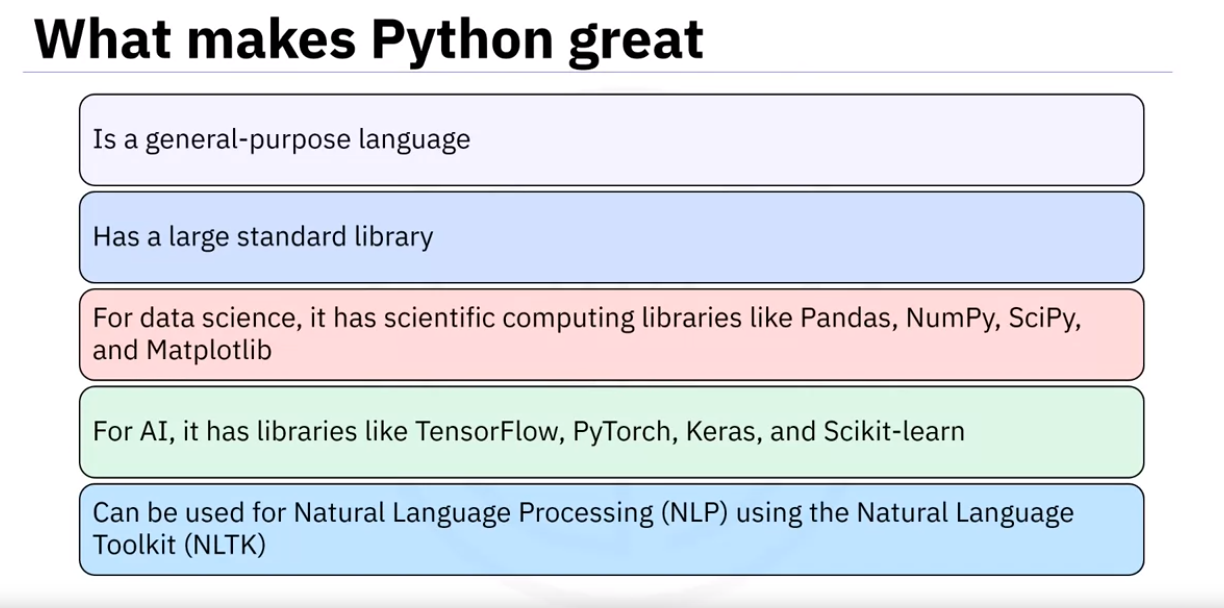 What makes Python great
Is a general-purpose language
Has a large standard library
For data science, it has scientific computing libraries like Pandas, NumPy, SciPy,
and Matplotlib
For AI, it has libraries like TensorFlow, PyTorch, Keras, and Scikit-learn
Can be used for Natural Language Processing (NLP) using the Natural Language
Toolkit (NLTK)